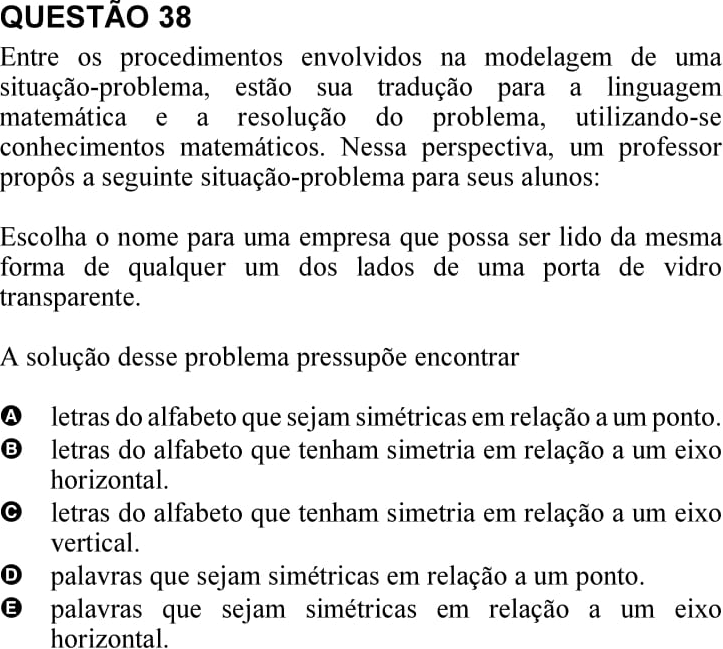 QUESTÃO 38
Entre os procedimentos envolvidos na modelagem de uma
situação-problema, estão sua tradução para a linguagem
matemática e a resolução do problema, utilizando-se
conhecimentos matemáticos. Nessa perspectiva, um professor
propôs a seguinte situação-problema para seus alunos:
Escolha o nome para uma empresa que possa ser lido da mesma
forma de qualquer um dos lados de uma porta de vidro
transparente.
A solução desse problema pressupõe encontrar
A letras do alfabeto que sejam simétricas em relação a um ponto.
B letras do alfabeto que tenham simetria em relação a um eixo
horizontal.
C letras do alfabeto que tenham simetria em relação a um eixo
vertical.
D palavras que sejam simétricas em relação a um ponto.
E palavras que sejam simétricas em relação a um eixo
horizontal.